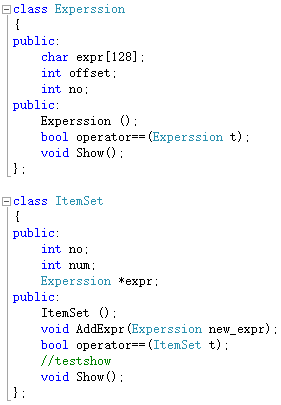 class Experssion
{
public:
    char expr[128];
    int offset;
    int no;
public:
    Experssion ();
    bool operator==(Experssion t);
    void Show();
};
class ItemSet
{
public:
    int no;
    int num;
    Experssion *expr;
public:
    ItemSet ();
    void AddExpr(Experssion new_expr);
    bool operator==(ItemSet t);
    //testshow
    void Show();
};